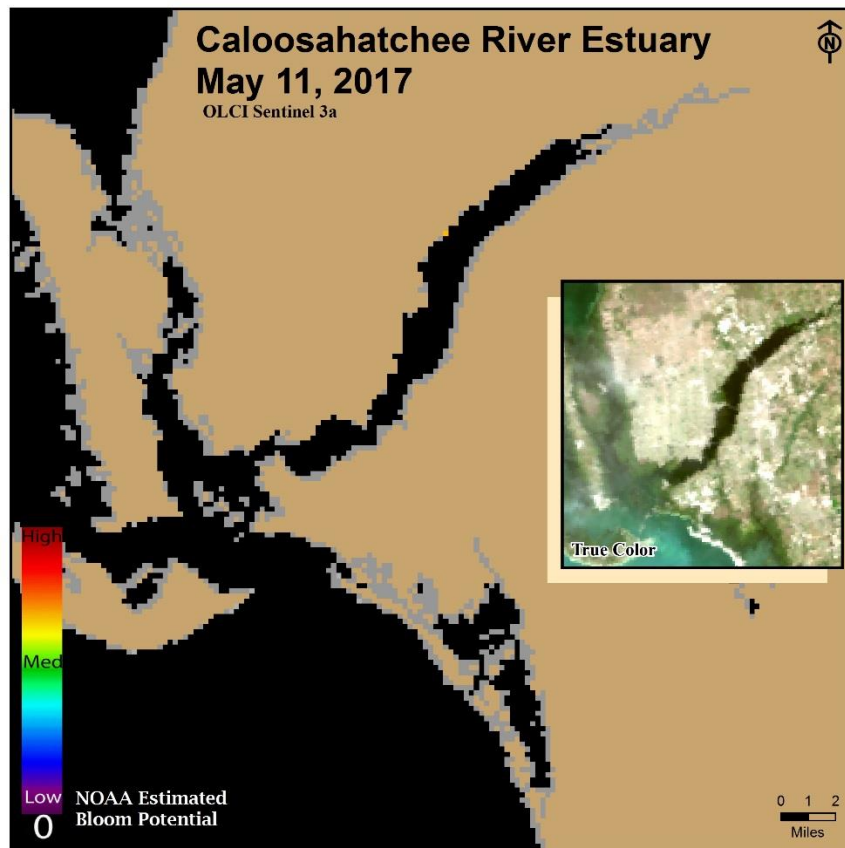 Caloosahatchee River Estuary
May 11, 2017
OLCI Sentinel 3a
N
True Color
High
Med
Low
0
NOAA Estimated
Bloom Potential
0 1 2
Miles